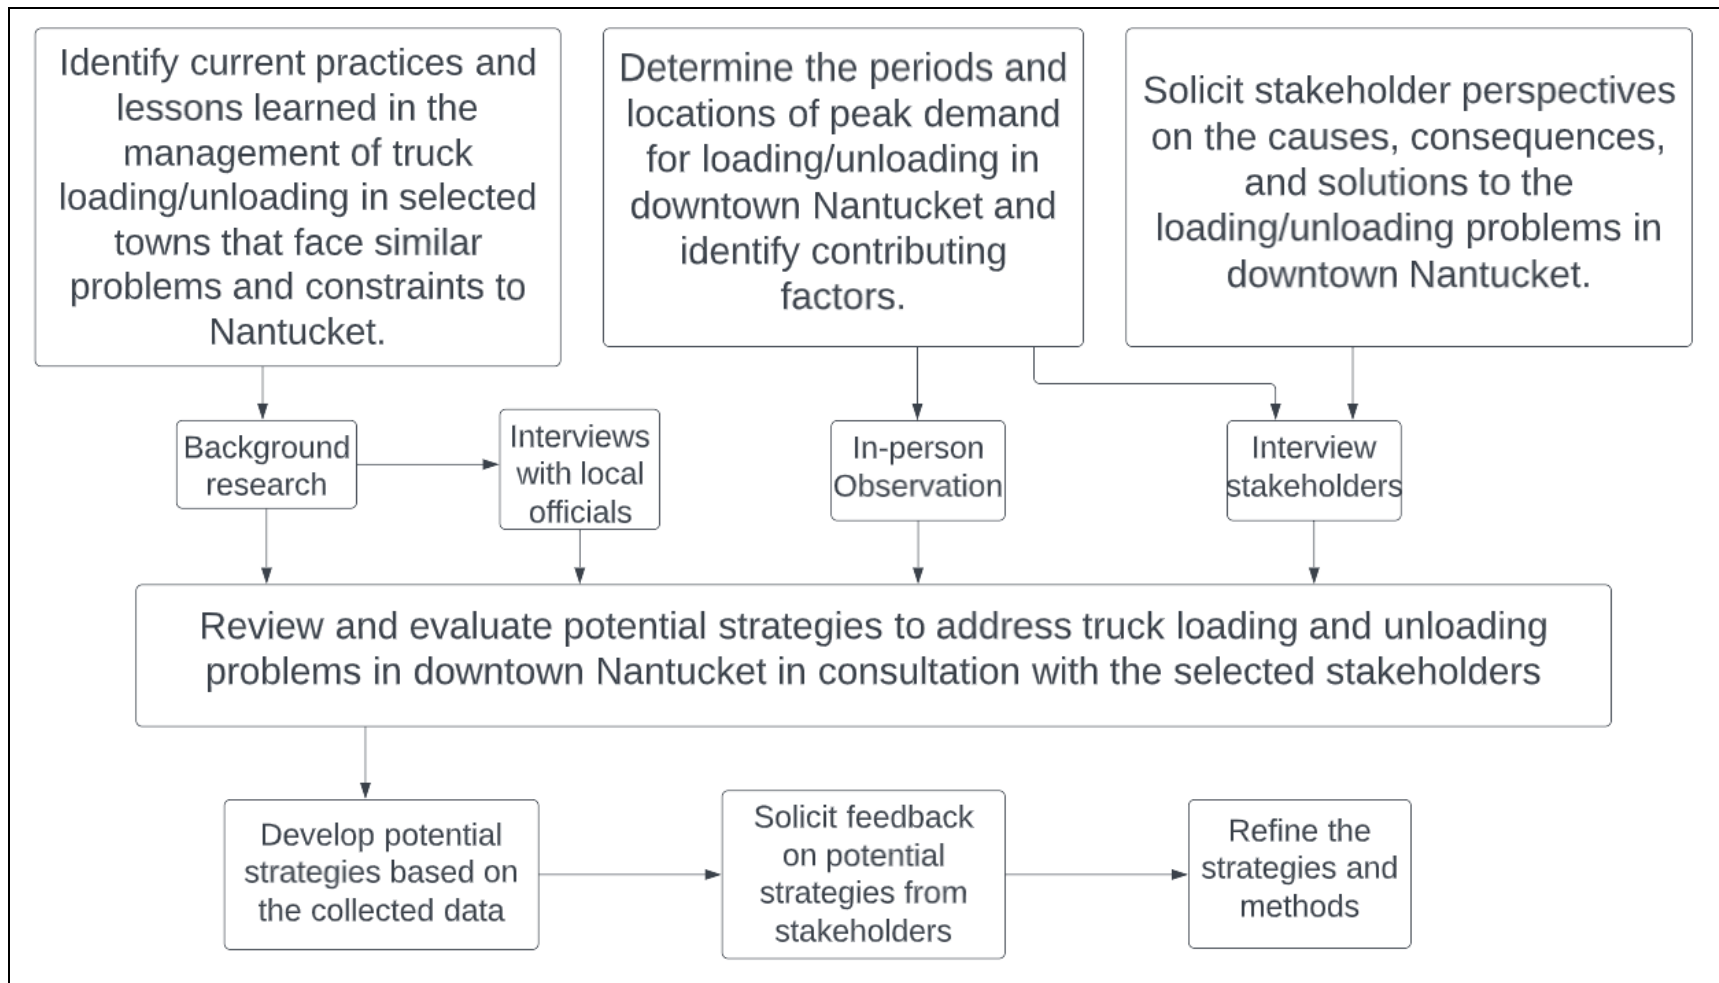 Identify current practices and
lessons learned in the
management of truck
loading/unloading in selected
towns that face similar
problems and constraints to
Nantucket.
Determine the periods and
locations of peak demand
for loading/unloading in
downtown Nantucket and
identify contributing
factors.
Solicit stakeholder perspectives
on the causes, consequences,
and solutions to the
loading/unloading problems in
downtown Nantucket.
Background
research
Interviews
with local
officials
In-person
Observation
Interview
stakeholders
Review and evaluate potential strategies to address truck loading and unloading
problems in downtown Nantucket in consultation with the selected stakeholders
Develop potential
strategies based on
the collected data
Solicit feedback
on potential
strategies from
stakeholders
Refine the
strategies and
methods